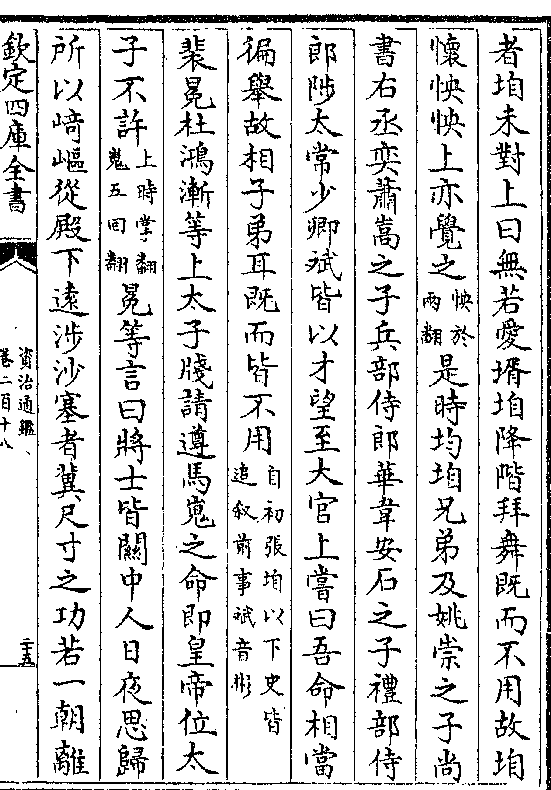 者垍未對上曰無若愛壻垍降階拜舞旣而不用故垍
懷怏怏上亦覺之怏於兩翻是時均垍兄弟及姚崇之子尚
書右丞奕蕭嵩之子兵部侍郎華韋安石之子禮部侍
郎陟太常少卿斌皆以才望至大官上嘗曰吾命相當
徧舉故相子弟耳旣而皆不用自初張垍以下史皆追叙前事斌音彬
裴冕杜鴻漸等上太子牋請遵馬嵬之命卽皇帝位太
子不許上時掌翻嵬五回翻冕等言曰將士皆關中人日夜思歸
所以﨑嶇從殿下遠涉沙塞者冀尺寸之功若一朝離
欽定四庫全書
資治通鑑
卷二百十八
二十五